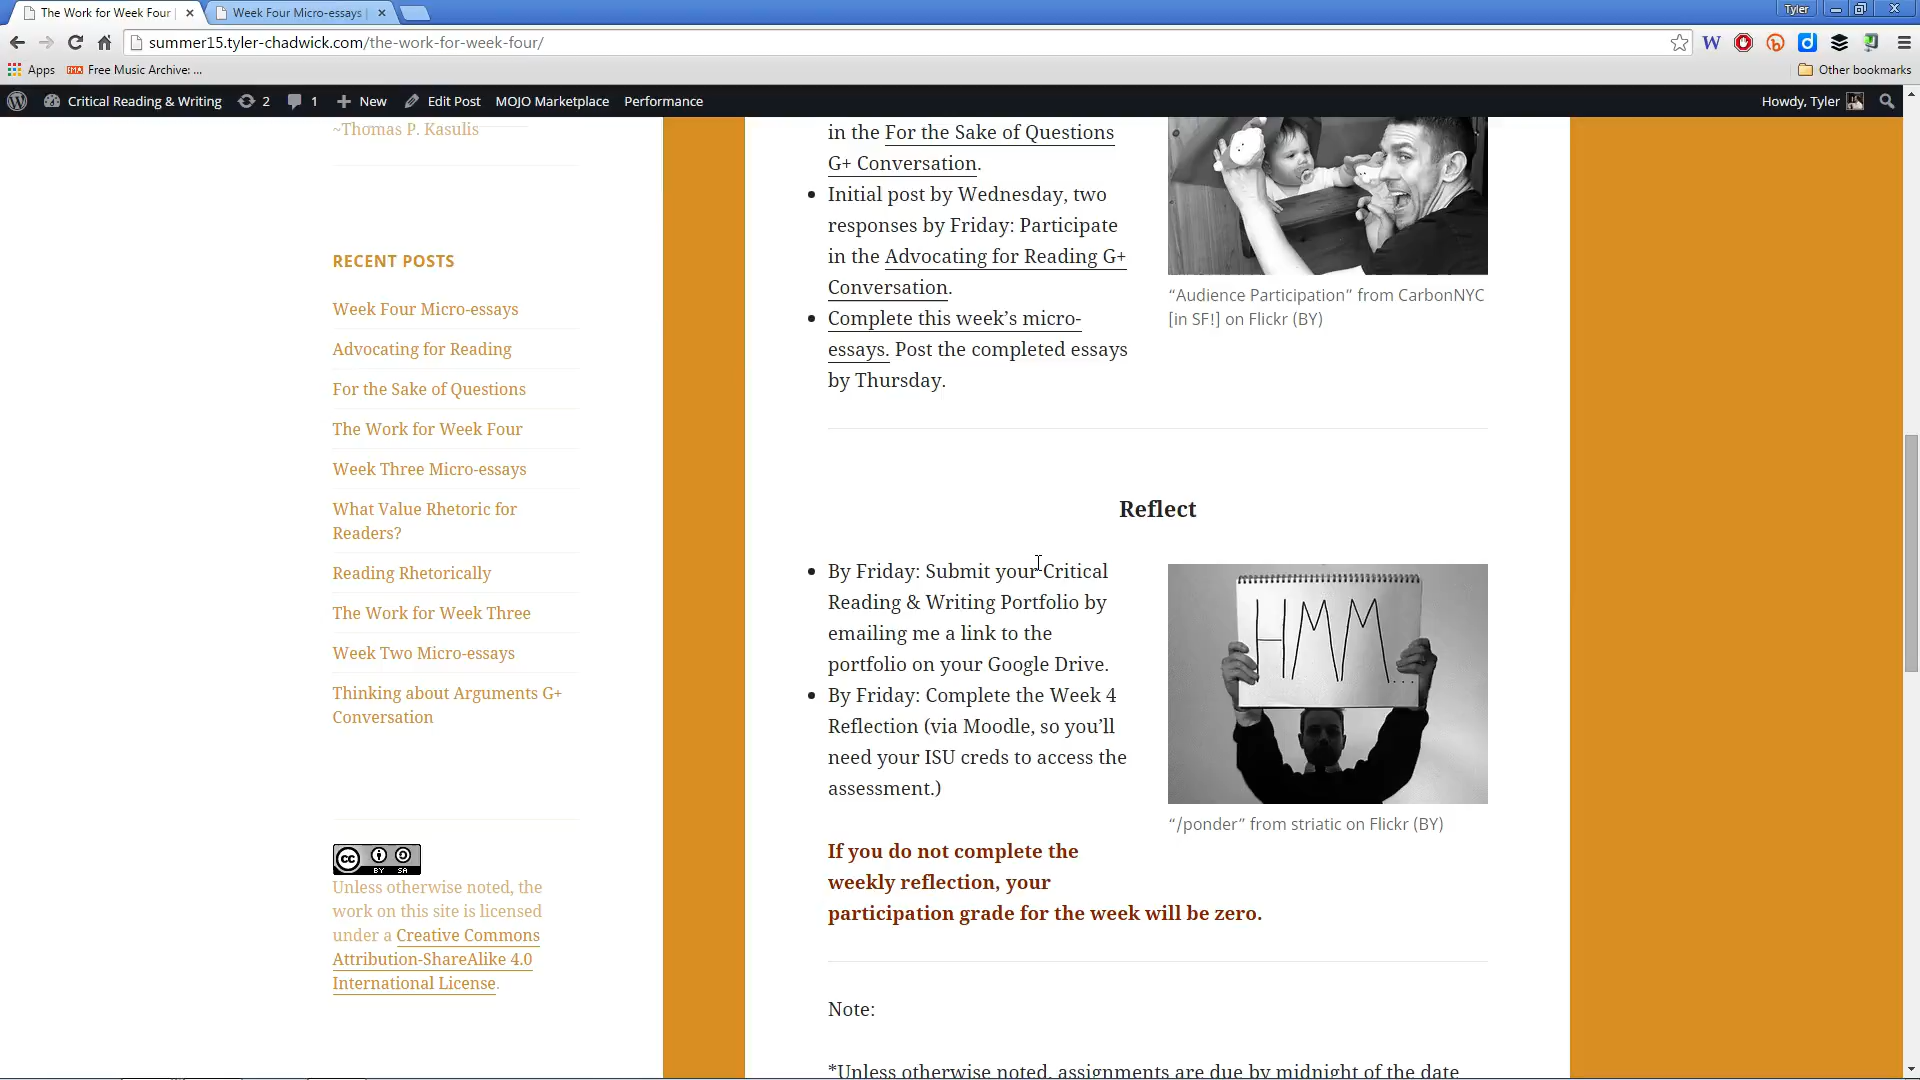 The Work for Week Four
Week Four Micro-essays
Tyler
summer15.tyler-chadwick.com/the-work-for-week-four/
Apps
Free Music Archive: ...
Other bookmarks
Critical Reading & Writing
2
1
New
Edit Post
MOJO Marketplace
Performance
Howdy, Tyler
~Thomas P. Kasulis
RECENT POSTS
Week Four Micro-essays
Advocating for Reading
For the Sake of Questions
The Work for Week Four
Week Three Micro-essays
What Value Rhetoric for
Readers?
Reading Rhetorically
The Work for Week Three
Week Two Micro-essays
Thinking about Arguments G+
Conversation
cc
BY SA
Unless otherwise noted, the
work on this site is licensed
under a Creative Commons
Attribution-ShareAlike 4.0
International License.
in the For the Sake of Questions
G+ Conversation.
Initial post by Wednesday, two
responses by Friday: Participate
in the Advocating for Reading G+
Conversation.
Complete this week’s micro-
essays. Post the completed essays
by Thursday.
“Audience Participation” from CarbonNYC
[in SF!] on Flickr (BY)
Reflect
By Friday: Submit your Critical
Reading & Writing Portfolio by
emailing me a link to the
portfolio on your Google Drive.
By Friday: Complete the Week 4
Reflection (via Moodle, so you’ll
need your ISU creds to access the
assessment.)
HMM...
“/ponder” from striatic on Flickr (BY)
If you do not complete the
weekly reflection, your
participation grade for the week will be zero.
Note:
*Unless otherwise noted, assignments are due by midnight of the date